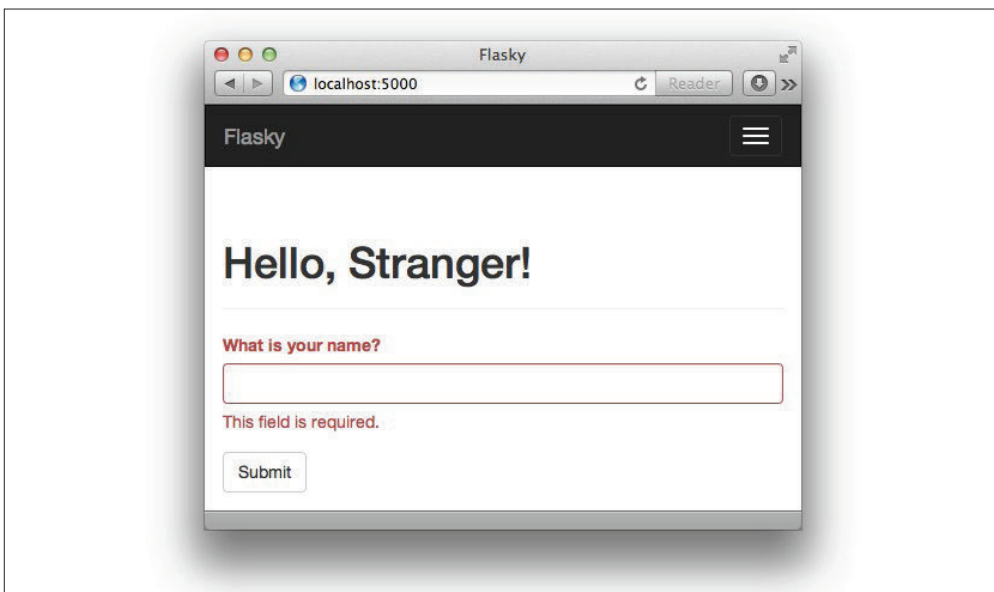 Flasky
localhost:5000
Reader
Flasky
Hello, Stranger!
What is your name?
This field is required.
Submit